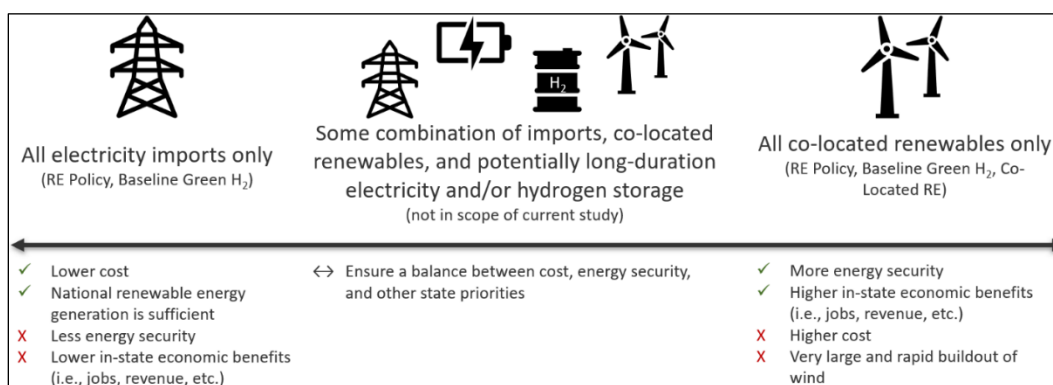 H2
All electricity imports only
(RE Policy, Baseline Green H2)
Some combination of imports, co-located
renewables, and potentially long-duration
electricity and/or hydrogen storage
(not in scope of current study)
All co-located renewables only
(RE Policy, Baseline Green H2, Co-
Located RE)
✓ Lower cost
✓ National renewable energy
generation is sufficient
X Less energy security
X Lower in-state economic benefits
(i.e., jobs, revenue, etc.)
↔ Ensure a balance between cost, energy security,
and other state priorities
✓ More energy security
✓ Higher in-state economic benefits
(i.e., jobs, revenue, etc.)
X Higher cost
X Very large and rapid buildout of
wind